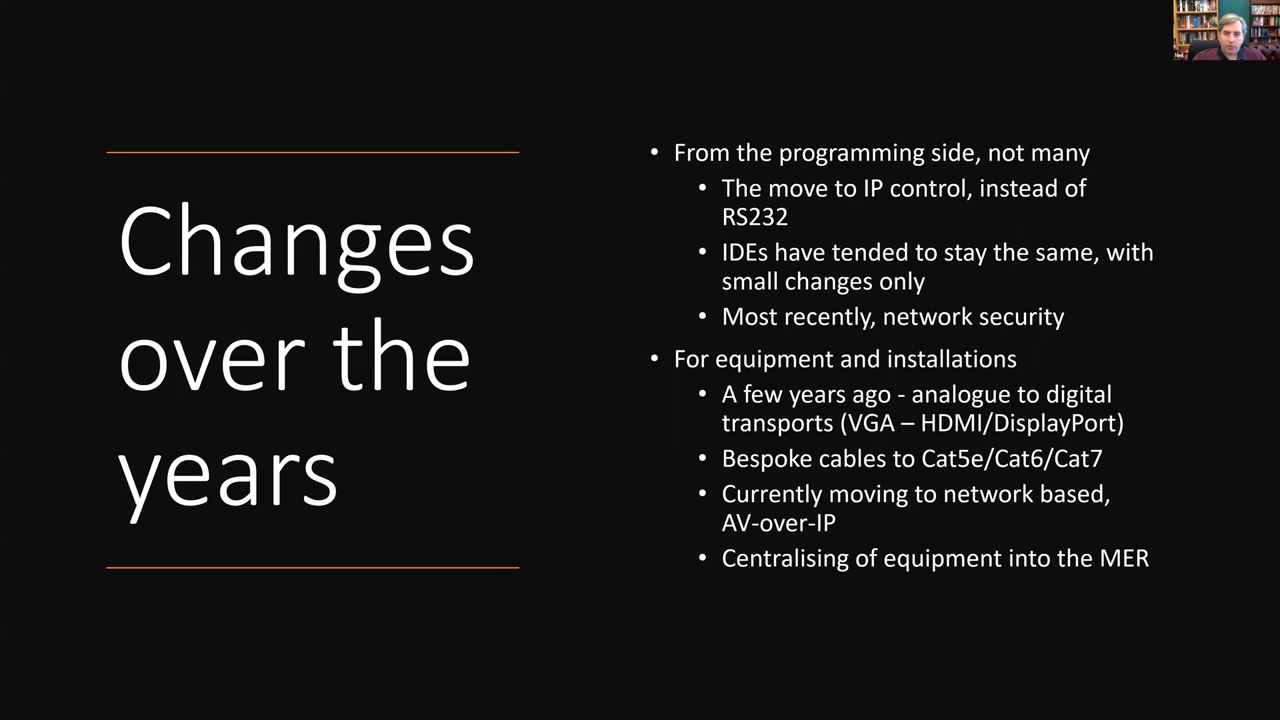 Changes
over the
years
• From the programming side, not many
• The move to IP control, instead of
RS232
• IDEs have tended to stay the same, with
small changes only
• Most recently, network security
• For equipment and installations
• A few years ago - analogue to digital
transports (VGA – HDMI/DisplayPort)
• Bespoke cables to Cat5e/Cat6/Cat7
• Currently moving to network based,
AV-over-IP
• Centralising of equipment into the MER